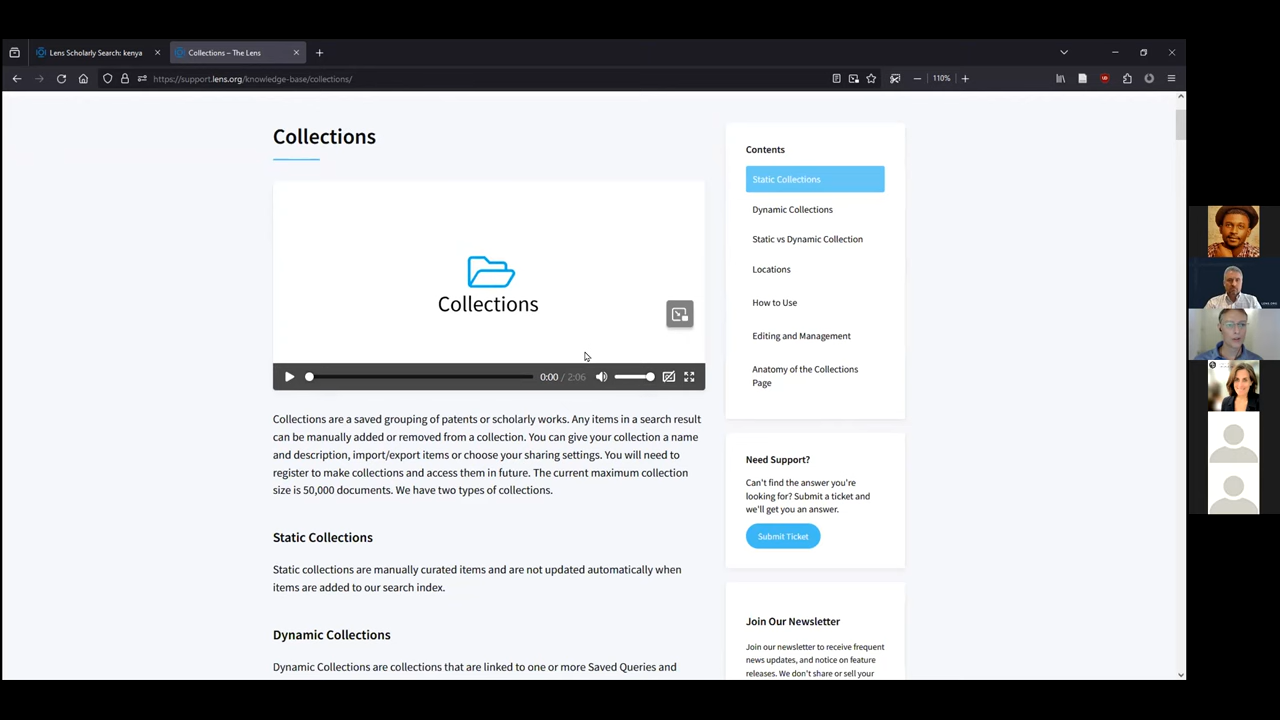 Lens Scholarly Search: kenya
Collections – The Lens
https://support.lens.org/knowledge-base/collections/
110%
Collections
Collections
0:00 / 2:06
Collections are a saved grouping of patents or scholarly works. Any items in a search result
can be manually added or removed from a collection. You can give your collection a name
and description, import/export items or choose your sharing settings. You will need to
register to make collections and access them in future. The current maximum collection
size is 50,000 documents. We have two types of collections.
Static Collections
Static collections are manually curated items and are not updated automatically when
items are added to our search index.
Dynamic Collections
Dynamic Collections are collections that are linked to one or more Saved Queries and
Contents
Static Collections
Dynamic Collections
Static vs Dynamic Collection
Locations
How to Use
Editing and Management
Anatomy of the Collections
Page
Need Support?
Can't find the answer you're
looking for? Submit a ticket and
we'll get you an answer.
Submit Ticket
Join Our Newsletter
Join our newsletter to receive frequent
news updates, and notice on feature
releases. We don't share or sell your
LENS.ORG